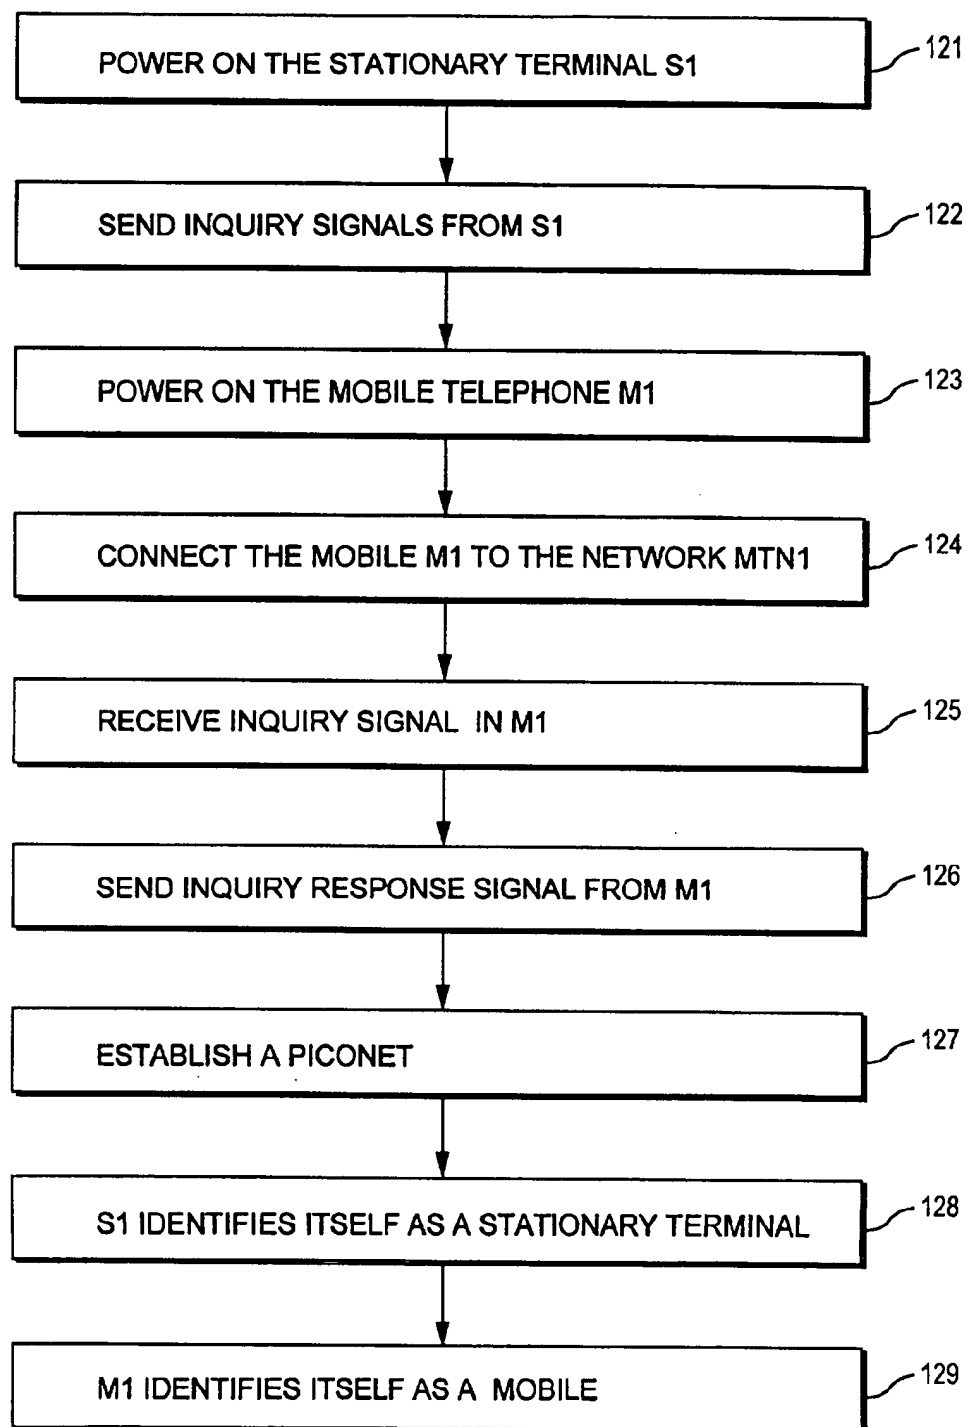 POWER ON THE STATIONARY TERMINAL S1
121
SEND INQUIRY SIGNALS FROM S1
122
POWER ON THE MOBILE TELEPHONE M1
123
CONNECT THE MOBILE M1 TO THE NETWORK MTN1
124
RECEIVE INQUIRY SIGNAL IN M1
125
SEND INQUIRY RESPONSE SIGNAL FROM M1
126
ESTABLISH A PICONET
127
S1 IDENTIFIES ITSELF AS A STATIONARY TERMINAL
128
M1 IDENTIFIES ITSELF AS A MOBILE
129